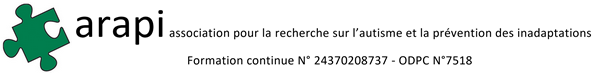 arapi association pour la recherche sur l'autisme et la prévention des inadaptations
Formation continue N° 24370208737 - ODPC N°7518